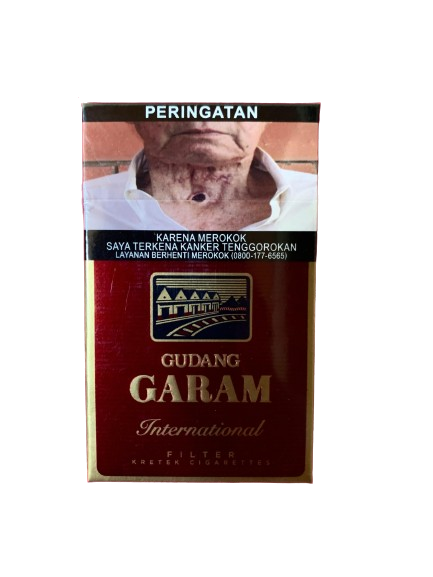 PERINGATAN
KARENA MEROKOK
SAYA TERKENA KANKER TENGGOROKAN
LAYANAN BERHENTI MEROKOK (0800-177-6565)
GUDANG
GARAM
International
FILTER
KRETEK CIGARETTES